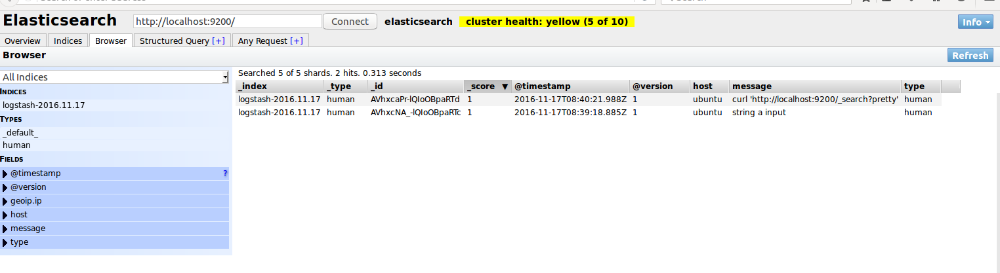 Elasticsearch http://localhost:9200/ Connect elasticsearch cluster health: yellow (5 of 10) Info
Overview Indices Browser Structured Query [+] Any Request [+]
Browser Refresh
All Indices
INDICES
logstash-2016.11.17
TYPES
_default_
human
FIELDS
@timestamp ?
@version
geoip.ip
host
message
type
Searched 5 of 5 shards. 2 hits. 0.313 seconds
_index _type _id _score ▼ @timestamp @version host message type
logstash-2016.11.17 human AVhxcaPr-lQIoOBpaRTd 1 2016-11-17T08:40:21.988Z 1 ubuntu curl 'http://localhost:9200/_search?pretty' human
logstash-2016.11.17 human AVhxcNA_-lQIoOBpaRTc 1 2016-11-17T08:39:18.885Z 1 ubuntu string a input human